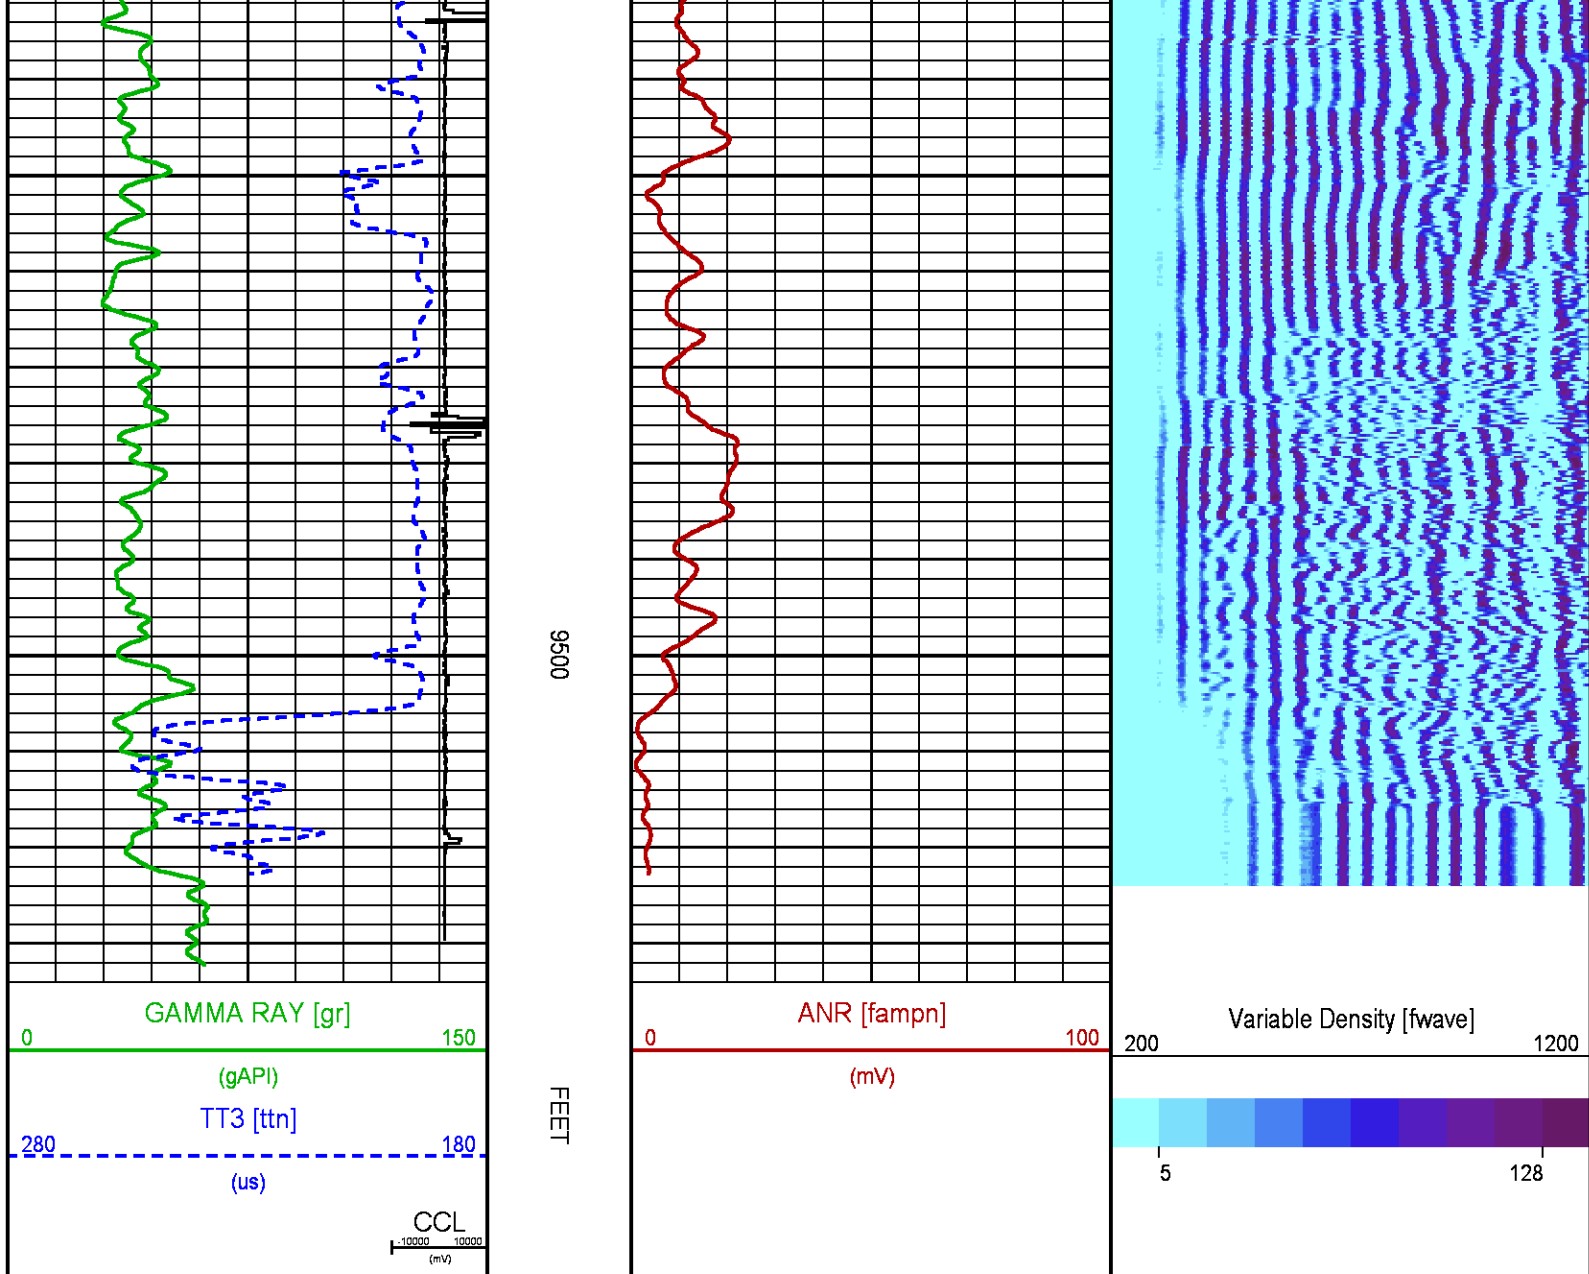 9500
FEET
GAMMA RAY [gr]
0 150
(gAPI)
TT3 [ttn]
280 180
(us)
CCL
-10000 10000
(mV)
ANR [fampn]
0 100
(mV)
Variable Density [fwave]
200 1200
5 128